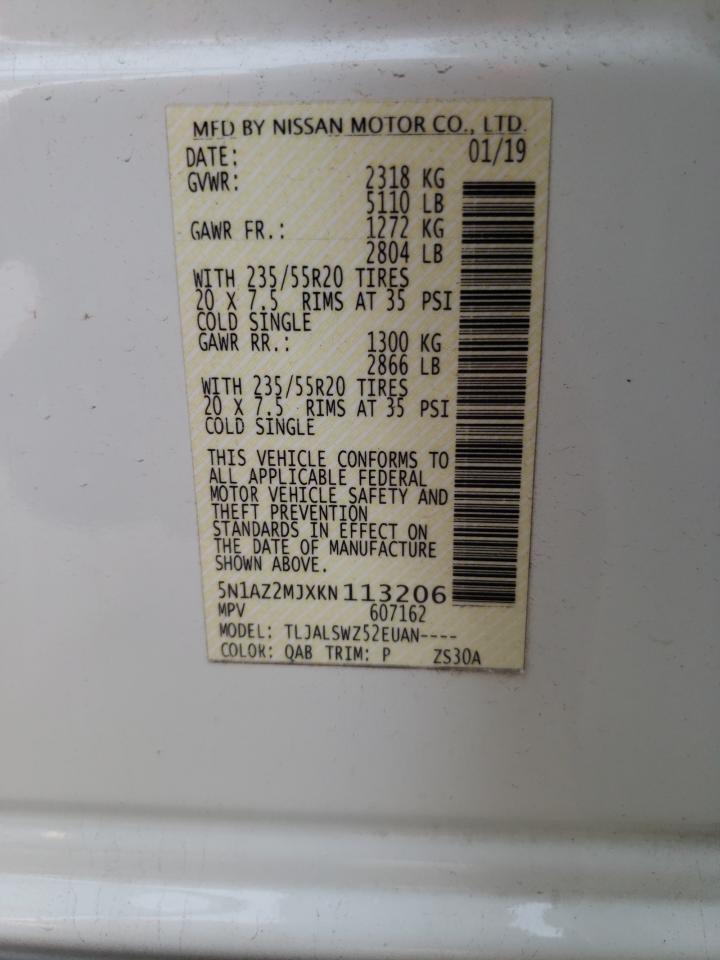 MFD BY NISSAN MOTOR CO., LTD.
DATE: 01/19
GVWR: 2318 KG
5110 LB
GAWR FR.: 1272 KG
2804 LB
WITH 235/55R20 TIRES
20 X 7.5 RIMS AT 35 PSI
COLD SINGLE
GAWR RR.: 1300 KG
2866 LB
WITH 235/55R20 TIRES
20 X 7.5 RIMS AT 35 PSI
COLD SINGLE
THIS VEHICLE CONFORMS TO
ALL APPLICABLE FEDERAL
MOTOR VEHICLE SAFETY AND
THEFT PREVENTION
STANDARDS IN EFFECT ON
THE DATE OF MANUFACTURE
SHOWN ABOVE.
5N1AZ2MJXKN113206
MPV 607162
MODEL: TLJALSWZ52EUAN----
COLOR: QAB TRIM: P ZS30A